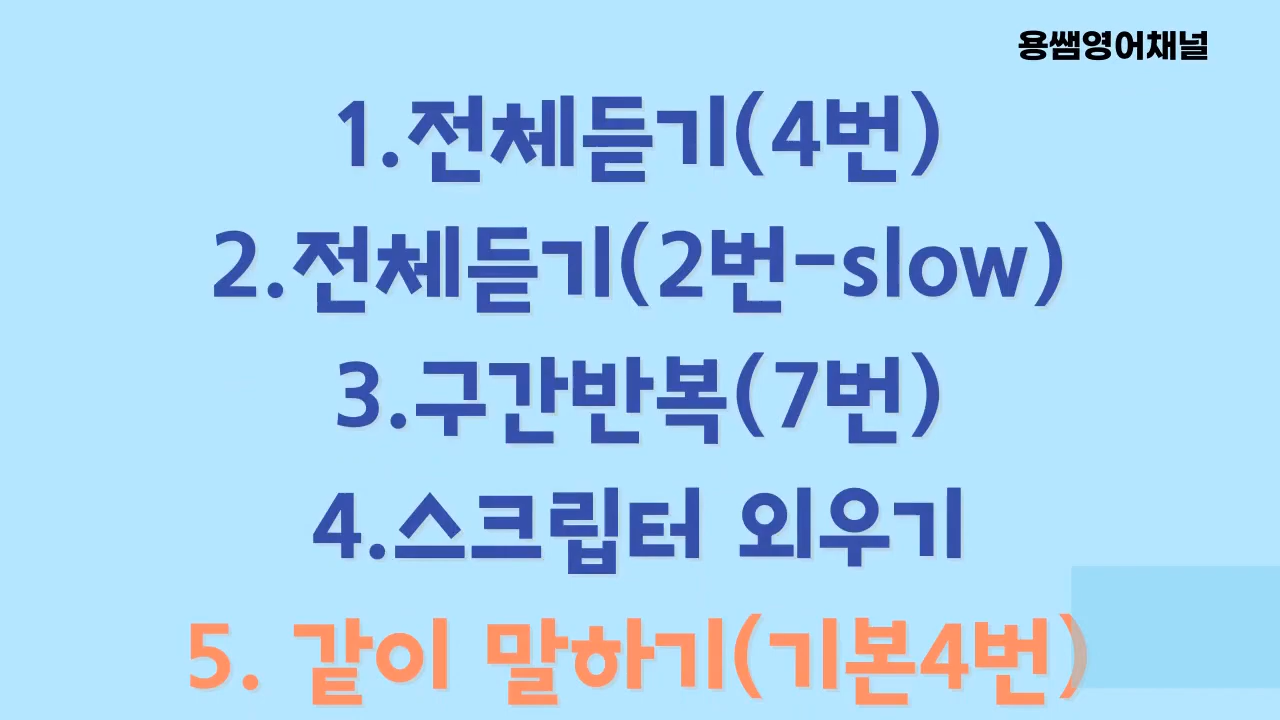 용쌤영어채널
1.전체듣기(4번)
2.전체듣기(2번-slow)
3.구간반복(7번)
4.스크립터 외우기
5. 같이 말하기(기본4번)